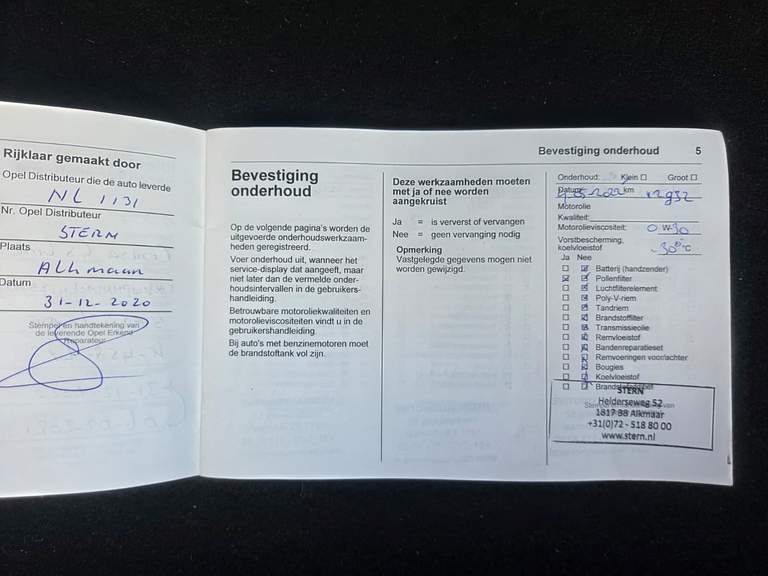 Rijklaar gemaakt door
Opel Distributeur die de auto leverde
NL 1131
Nr. Opel Distributeur
STERN
Plaats
Alkmaar
Datum
31-12-2020
Stempel en handtekening van
de leverende Opel Erkend
Reparateur
Bevestiging onderhoud 5
Bevestiging
onderhoud
Op de volgende pagina's worden de
uitgevoerde onderhoudswerkzaam-
heden geregistreerd.
Voer onderhoud uit, wanneer het
service-display dat aangeeft, maar
niet later dan de vermelde onder-
houdsintervallen in de gebruikers-
handleiding.
Betrouwbare motoroliekwaliteiten en
motorolieviscositeiten vindt u in de
gebruikershandleiding.
Bij auto's met benzinemotoren moet
de brandstoftank vol zijn.
Deze werkzaamheden moeten
met ja of nee worden
aangekruist
Ja = is ververst of vervangen
Nee = geen vervanging nodig
Opmerking
Vastgelegde gegevens mogen niet
worden gewijzigd.
Onderhoud: Klein Groot
Datum: km
Motorolie
Kwaliteit:
Motorolieviscositeit: 0 W-30
Vorstbescherming,
koelvloeistof -30°C
Ja Nee
Batterij (handzender)
Pollenfilter
Luchtfilterelement
Poly-V-riem
Tandriem
Brandstoffilter
Transmissieolie
Remvloeistof
Bandenreparatieset
Remvoeringen voor/achter
Bougies
Koelvloeistof
STERN
Helderseweg 52
1817 BB Alkmaar
+31(0)72 - 518 80 00
www.stern.nl